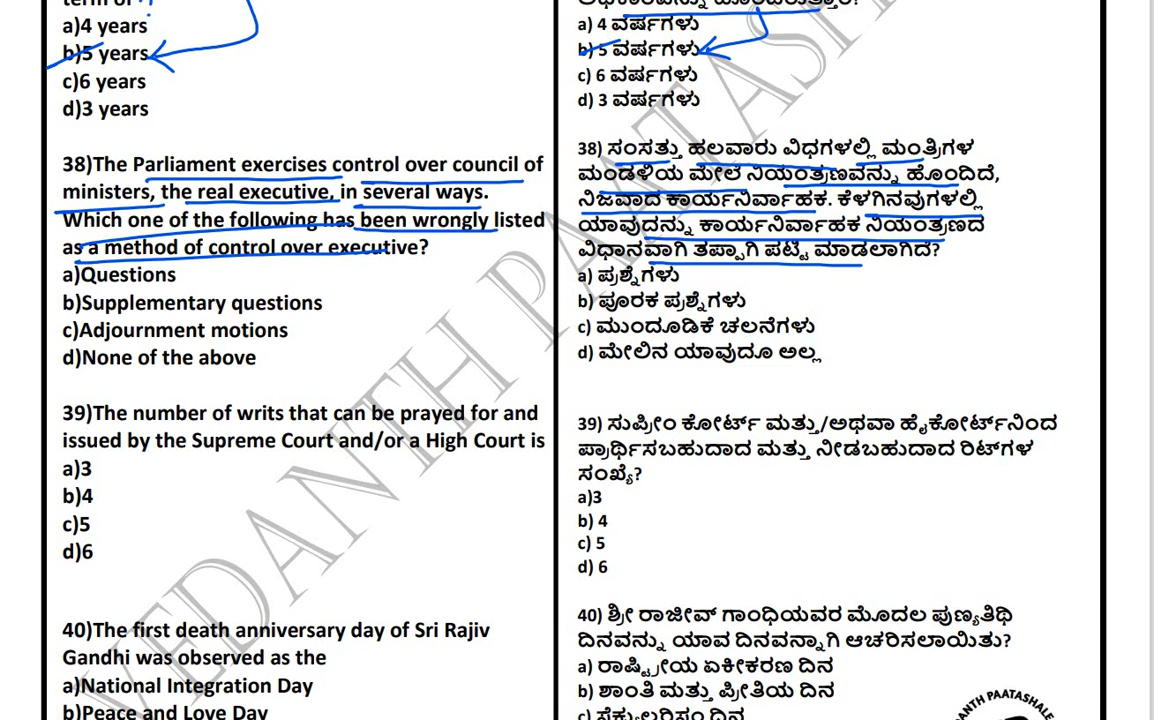 term of
a)4 years
b)5 years
c)6 years
d)3 years
38)The Parliament exercises control over council of
ministers, the real executive, in several ways.
Which one of the following has been wrongly listed
as a method of control over executive?
a)Questions
b)Supplementary questions
c)Adjournment motions
d)None of the above
39)The number of writs that can be prayed for and
issued by the Supreme Court and/or a High Court is
a)3
b)4
c)5
d)6
40)The first death anniversary day of Sri Rajiv
Gandhi was observed as the
a)National Integration Day
b)Peace and Love Day
a) 4 ವರ್ಷಗಳು
b) 5 ವರ್ಷಗಳು
c) 6 ವರ್ಷಗಳು
d) 3 ವರ್ಷಗಳು
38) ಸಂಸತ್ತು ಹಲವಾರು ವಿಧಗಳಲ್ಲಿ ಮಂತ್ರಿಗಳ
ಮಂಡಳಿಯ ಮೇಲೆ ನಿಯಂತ್ರಣವನ್ನು ಹೊಂದಿದೆ,
ನಿಜವಾದ ಕಾರ್ಯನಿರ್ವಾಹಕ. ಕೆಳಗಿನವುಗಳಲ್ಲಿ
ಯಾವುದನ್ನು ಕಾರ್ಯನಿರ್ವಾಹಕ ನಿಯಂತ್ರಣದ
ವಿಧಾನವಾಗಿ ತಪ್ಪಾಗಿ ಪಟ್ಟಿ ಮಾಡಲಾಗಿದೆ?
a) ಪ್ರಶ್ನೆಗಳು
b) ಪೂರಕ ಪ್ರಶ್ನೆಗಳು
c) ಮುಂದೂಡಿಕೆ ಚಲನೆಗಳು
d) ಮೇಲಿನ ಯಾವುದೂ ಅಲ್ಲ
39) ಸುಪ್ರೀಂ ಕೋರ್ಟ್ ಮತ್ತು/ಅಥವಾ ಹೈಕೋರ್ಟ್‌ನಿಂದ
ಪ್ರಾರ್ಥಿಸಬಹುದಾದ ಮತ್ತು ನೀಡಬಹುದಾದ ರಿಟ್‌ಗಳ
ಸಂಖ್ಯೆ?
a)3
b) 4
c) 5
d) 6
40) ಶ್ರೀ ರಾಜೀವ್ ಗಾಂಧಿಯವರ ಮೊದಲ ಪುಣ್ಯತಿಥಿ
ದಿನವನ್ನು ಯಾವ ದಿನವನ್ನಾಗಿ ಆಚರಿಸಲಾಯಿತು?
a) ರಾಷ್ಟ್ರೀಯ ಏಕೀಕರಣ ದಿನ
b) ಶಾಂತಿ ಮತ್ತು ಪ್ರೀತಿಯ ದಿನ
c) ಸೆಕ್ಯುಲರಿಸಂ ದಿನ
VEDANTH PAATAS
ANTH PAATASHALE